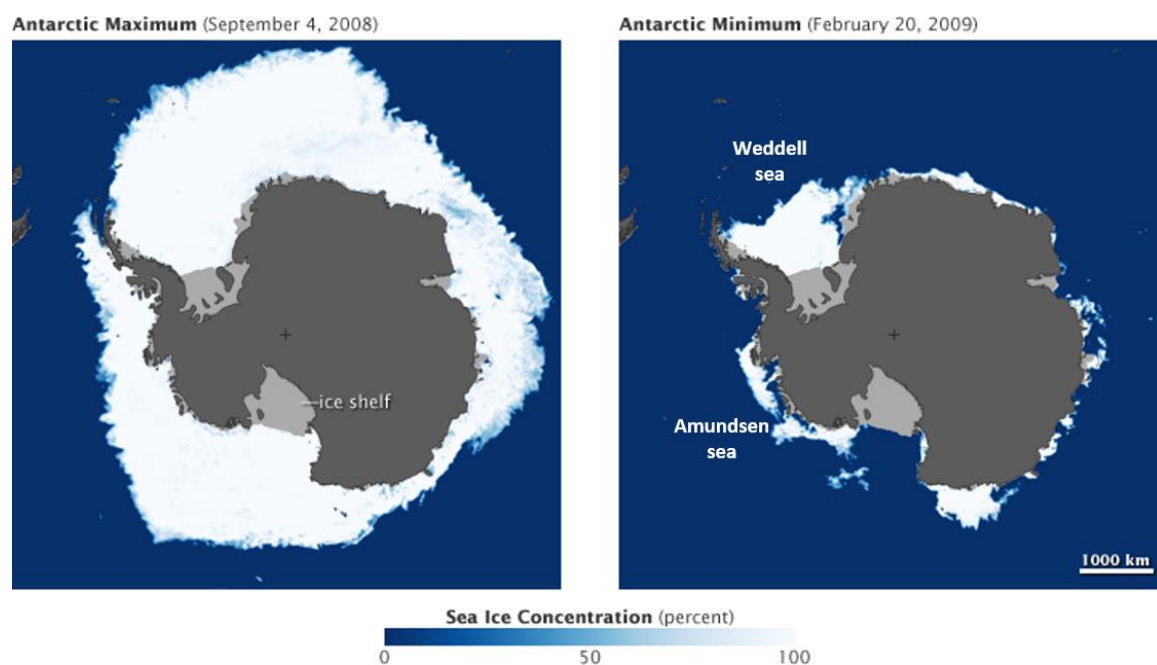 Antarctic Maximum (September 4, 2008)
Antarctic Minimum (February 20, 2009)
ice shelf
Weddell
sea
Amundsen
sea
1000 km
Sea Ice Concentration (percent)
0 50 100